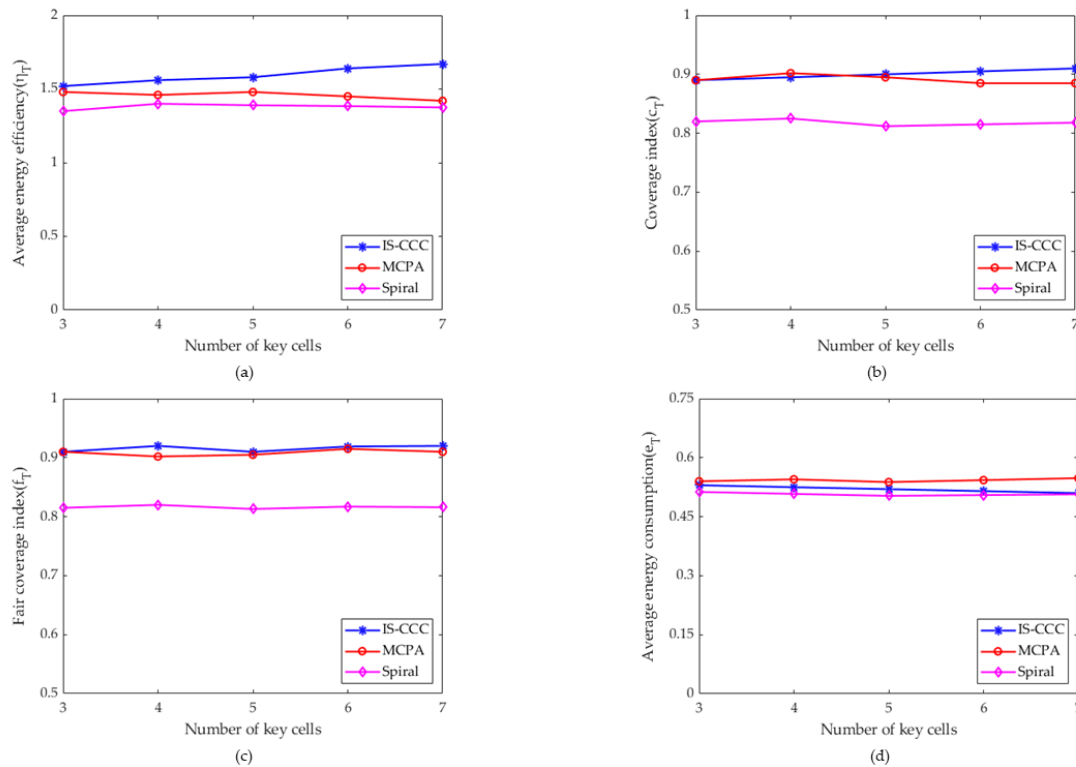 2
1.5
1
0.5
0
3 4 5 6 7
Average energy efficiency(η_T)
Number of key cells
IS-CCC
MCPA
Spiral
(a)
1
0.9
0.8
0.7
0.6
0.5
3 4 5 6 7
Coverage index(c_T)
Number of key cells
IS-CCC
MCPA
Spiral
(b)
1
0.9
0.8
0.7
0.6
0.5
3 4 5 6 7
Fair coverage index(f_T)
Number of key cells
IS-CCC
MCPA
Spiral
(c)
0.75
0.6
0.45
0.3
0.15
0
3 4 5 6 7
Average energy consumption(e_T)
Number of key cells
IS-CCC
MCPA
Spiral
(d)